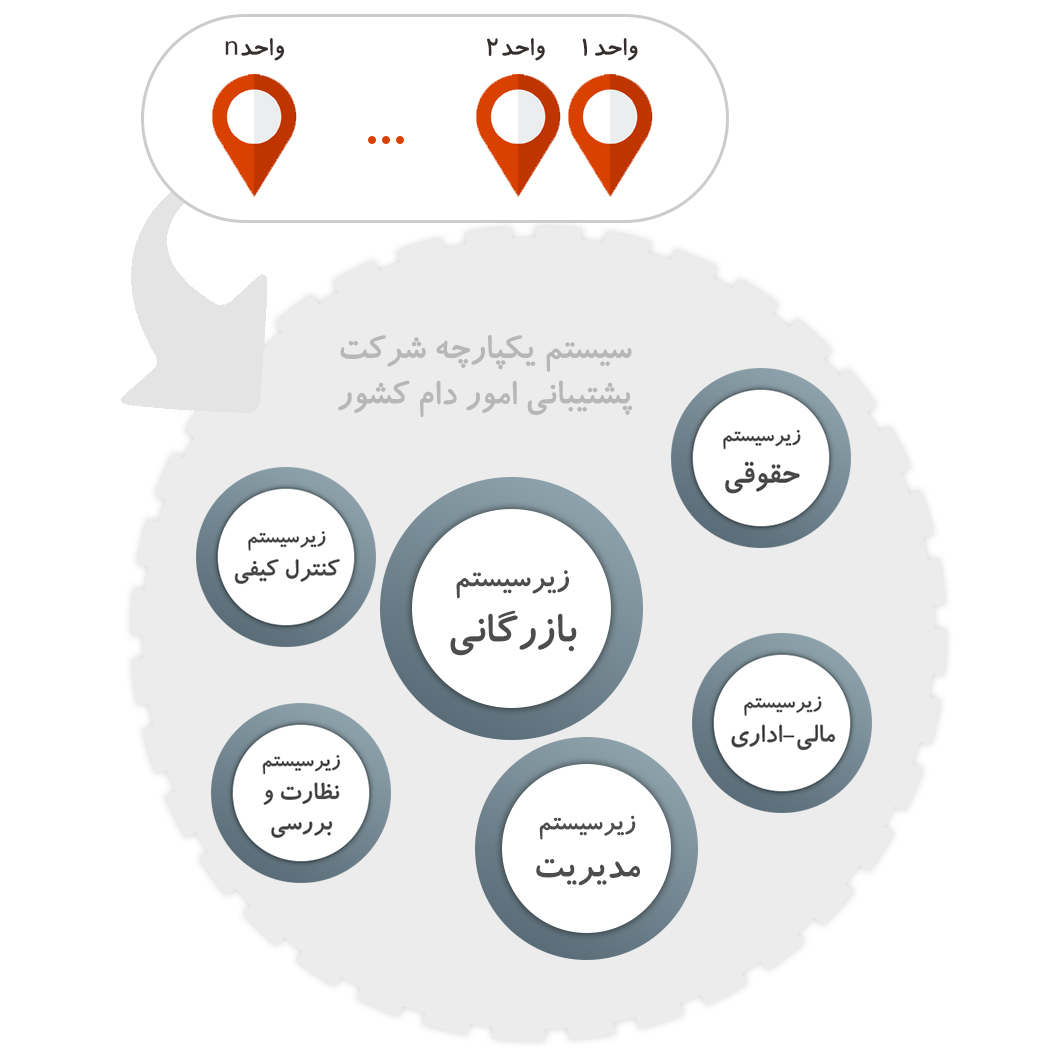 واحد ۱
واحد ۲
...
واحد n
سیستم یکپارچه شرکت
پشتیبانی امور دام کشور
زیرسیستم
حقوقی
زیرسیستم
کنترل کیفی
زیرسیستم
بازرگانی
زیرسیستم
مالی-اداری
زیرسیستم
نظارت و
بررسی
زیرسیستم
مدیریت